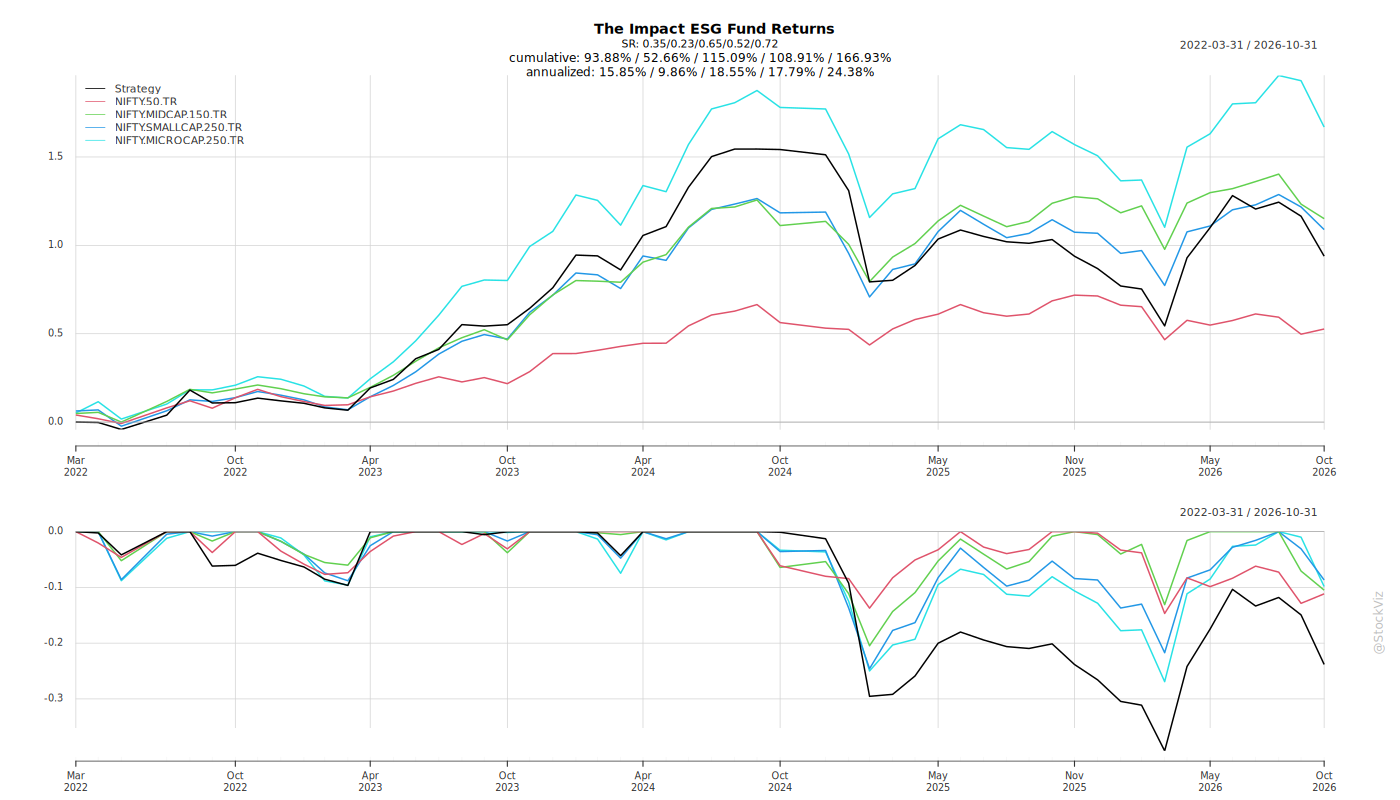 The Impact ESG Fund Returns
SR: 0.35/0.23/0.65/0.52/0.72
cumulative: 93.88% / 52.66% / 115.09% / 108.91% / 166.93%
annualized: 15.85% / 9.86% / 18.55% / 17.79% / 24.38%
2022-03-31 / 2026-10-31
Strategy
NIFTY.50.TR
NIFTY.MIDCAP.150.TR
NIFTY.SMALLCAP.250.TR
NIFTY.MICROCAP.250.TR
1.5
1.0
0.5
0.0
Mar 2022
Oct 2022
Apr 2023
Oct 2023
Apr 2024
Oct 2024
May 2025
Nov 2025
May 2026
Oct 2026
2022-03-31 / 2026-10-31
0.0
-0.1
-0.2
-0.3
Mar 2022
Oct 2022
Apr 2023
Oct 2023
Apr 2024
Oct 2024
May 2025
Nov 2025
May 2026
Oct 2026
@StockViz